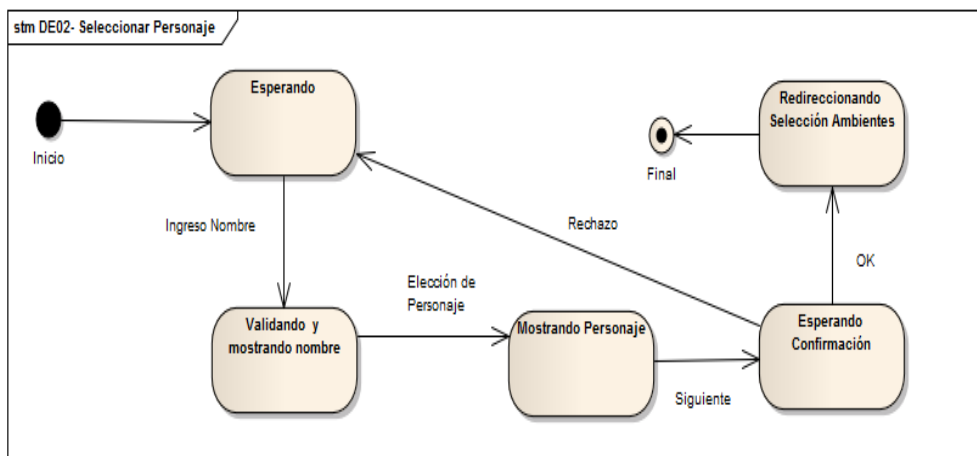 stm DE02- Seleccionar Personaje
Esperando
Inicio
Ingreso Nombre
Validando y
mostrando nombre
Elección de
Personaje
Mostrando Personaje
Siguiente
Esperando
Confirmación
Rechazo
OK
Redireccionando
Selección Ambientes
Final